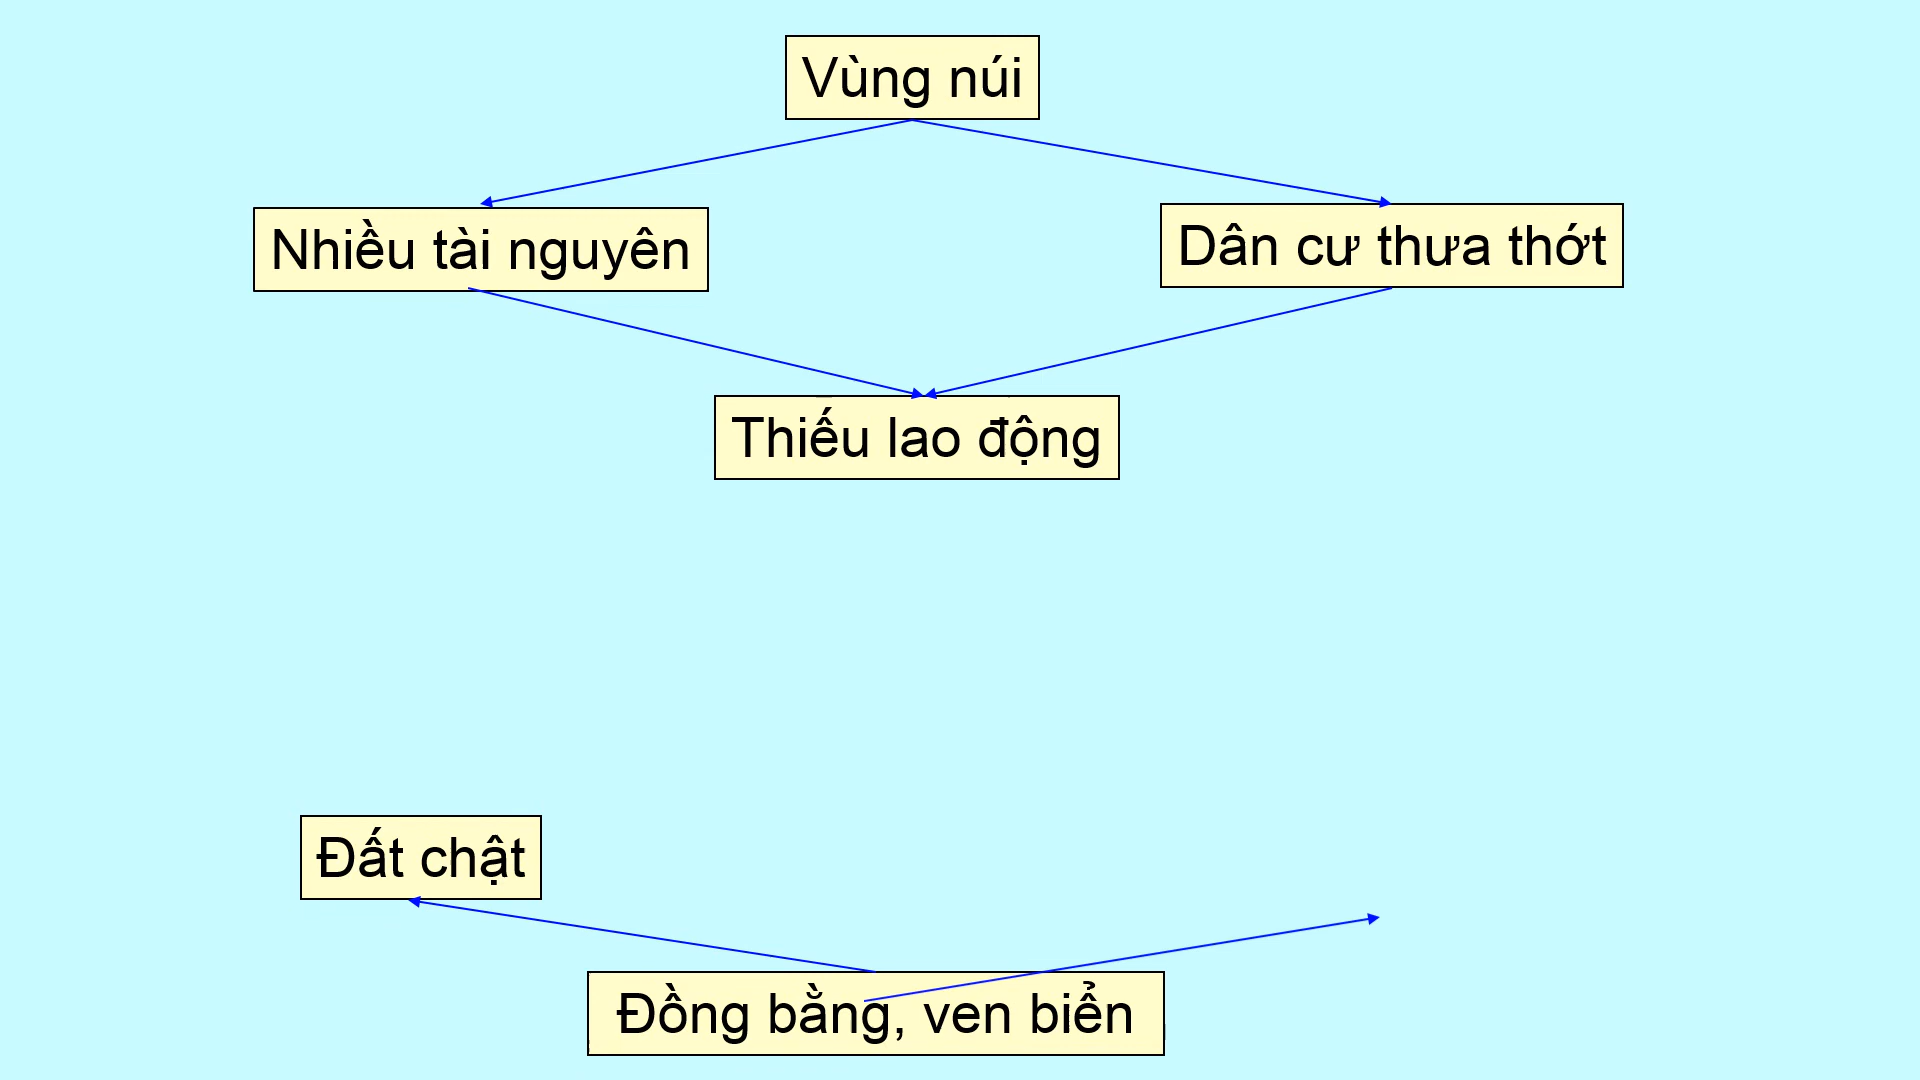 Vùng núi
Nhiều tài nguyên
Dân cư thưa thớt
Thiếu lao động
Đất chật
Đồng bằng, ven biển